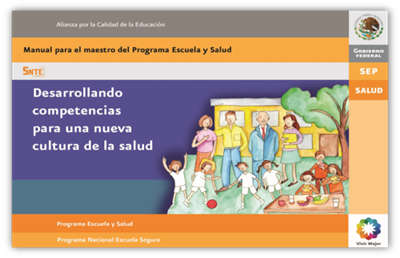 Alianza por la Calidad de la Educación
Manual para el maestro del Programa Escuela y Salud
GOBIERNO
FEDERAL
SNTE
SEP
SALUD
Desarrollando
competencias
para una nueva
cultura de la salud
Programa Escuela y Salud
Programa Nacional Escuela Segura
Vivir Mejor